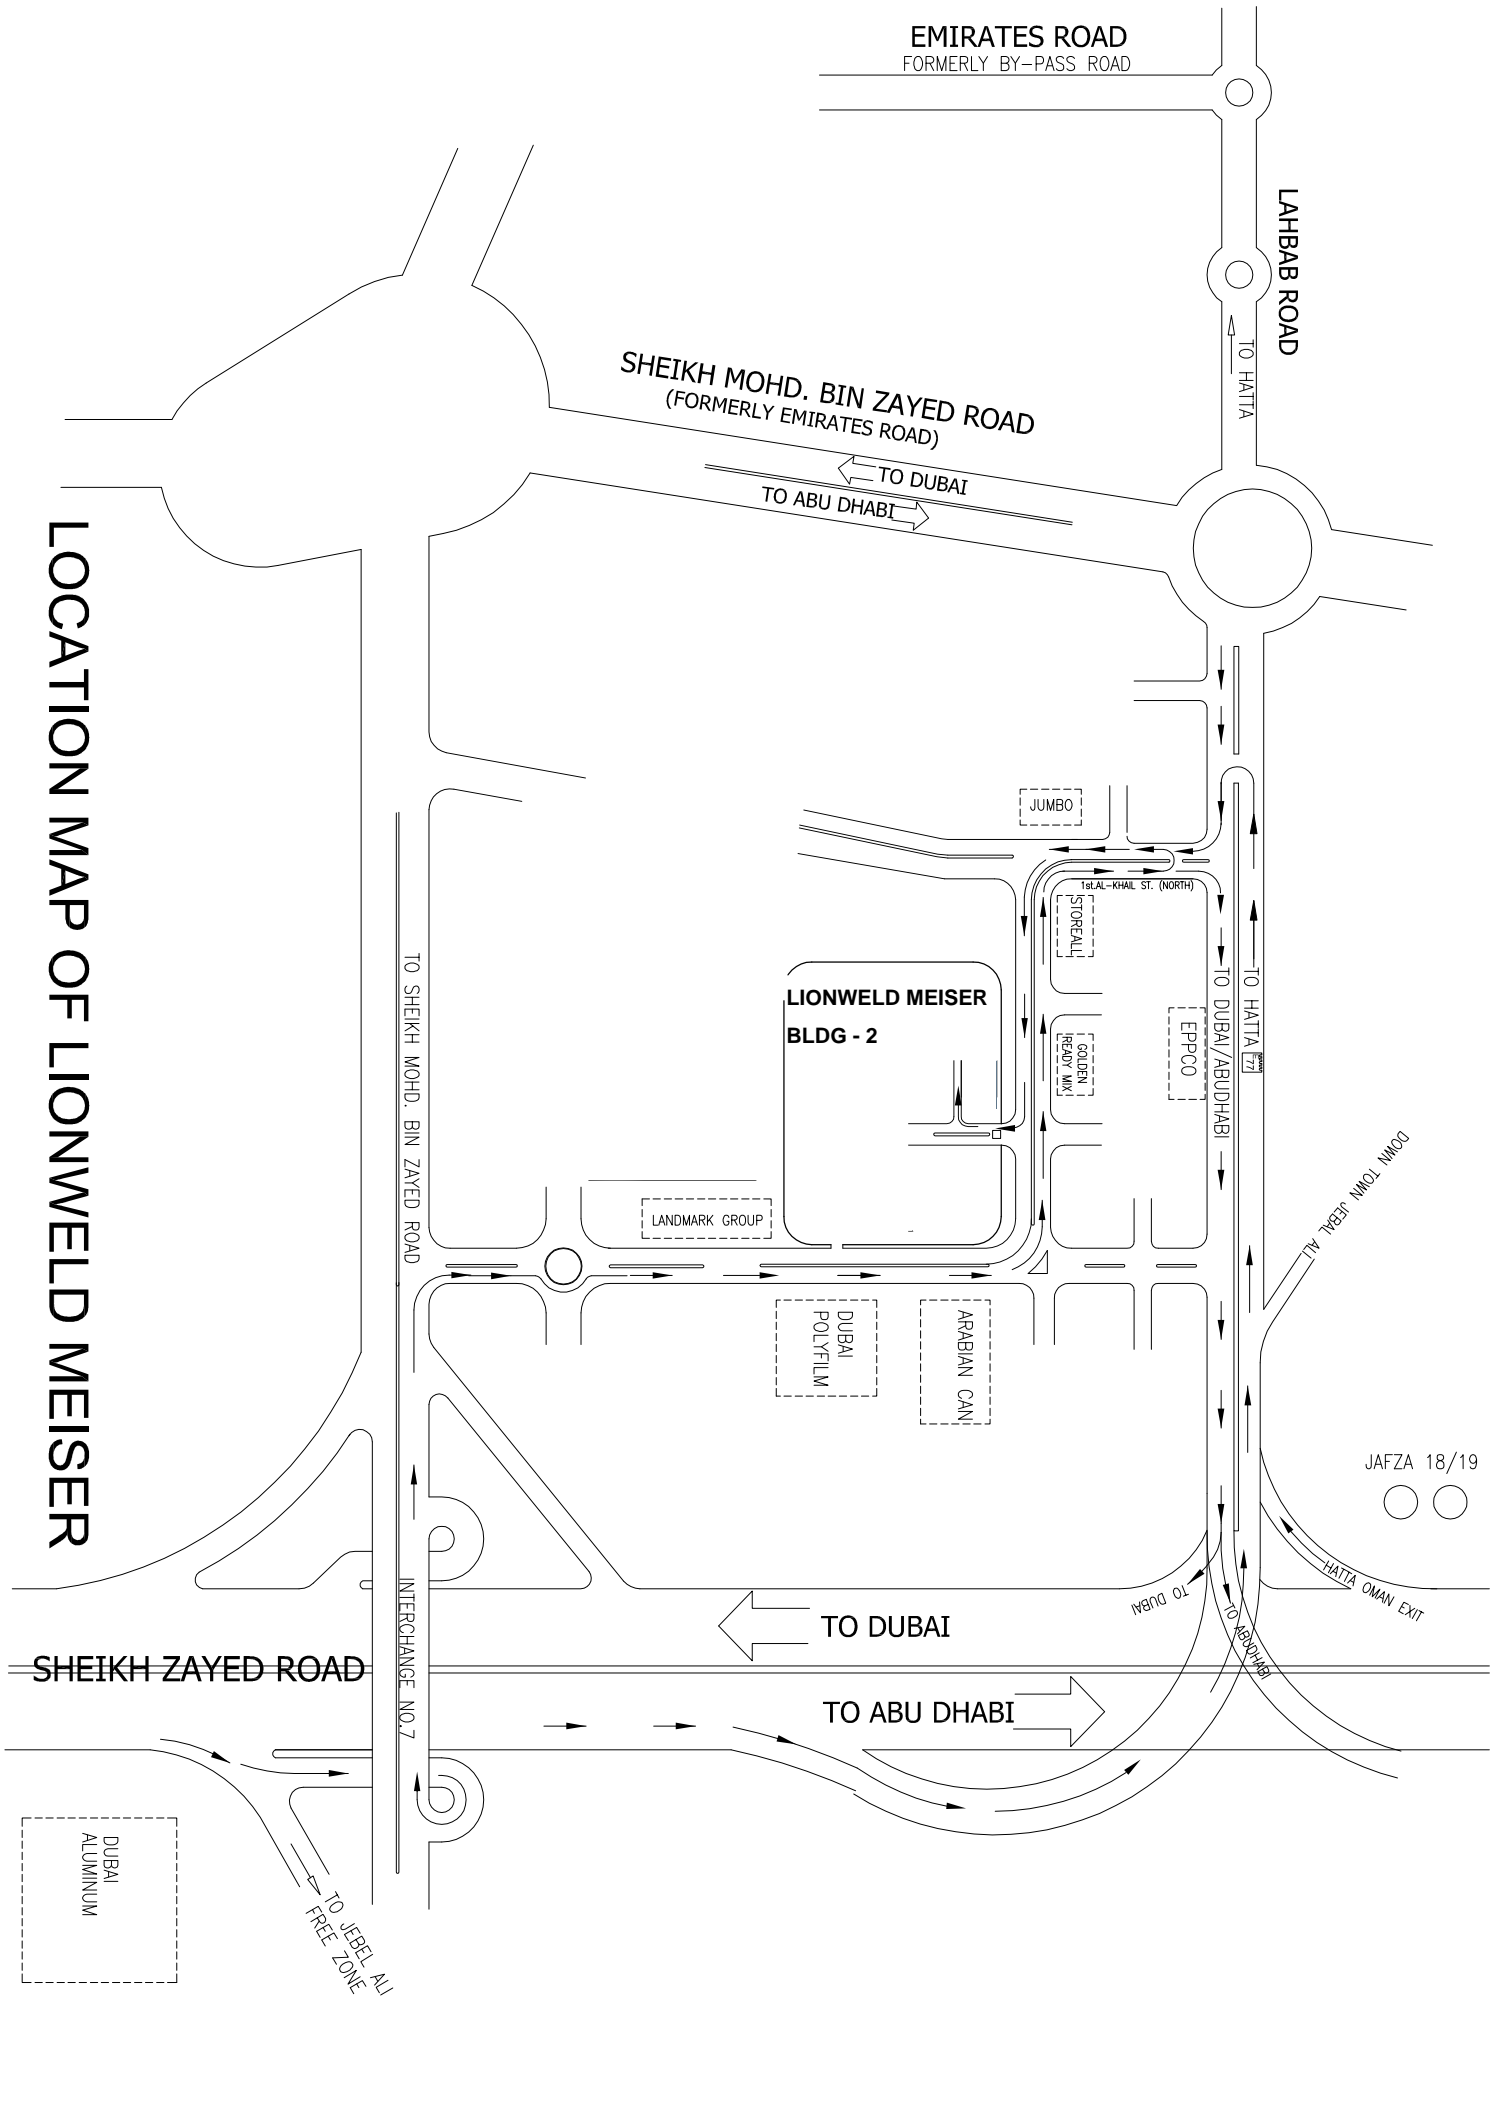 EMIRATES ROAD
FORMERLY BY-PASS ROAD
LAHBAB ROAD
TO HATTA
SHEIKH MOHD. BIN ZAYED ROAD
(FORMERLY EMIRATES ROAD)
TO DUBAI
TO ABU DHABI
LOCATION MAP OF LIONWELD MEISER
JUMBO
1st.AL-KHAIL ST. (NORTH)
STOREALL
LIONWELD MEISER
BLDG - 2
GOLDEN
READY MIX
EPPCO
TO DUBAI/ABUDHABI
TO HATTA
E 77
TO SHEIKH MOHD. BIN ZAYED ROAD
DOWN TOWN JEBAL ALI
LANDMARK GROUP
DUBAI
POLYFILM
ARABIAN CAN
JAFZA 18/19
HATTA OMAN EXIT
TO DUBAI
TO ABUDHABI
INTERCHANGE NO.7
TO DUBAI
SHEIKH ZAYED ROAD
TO ABU DHABI
DUBAI
ALUMINUM
TO JEBEL ALI
FREE ZONE